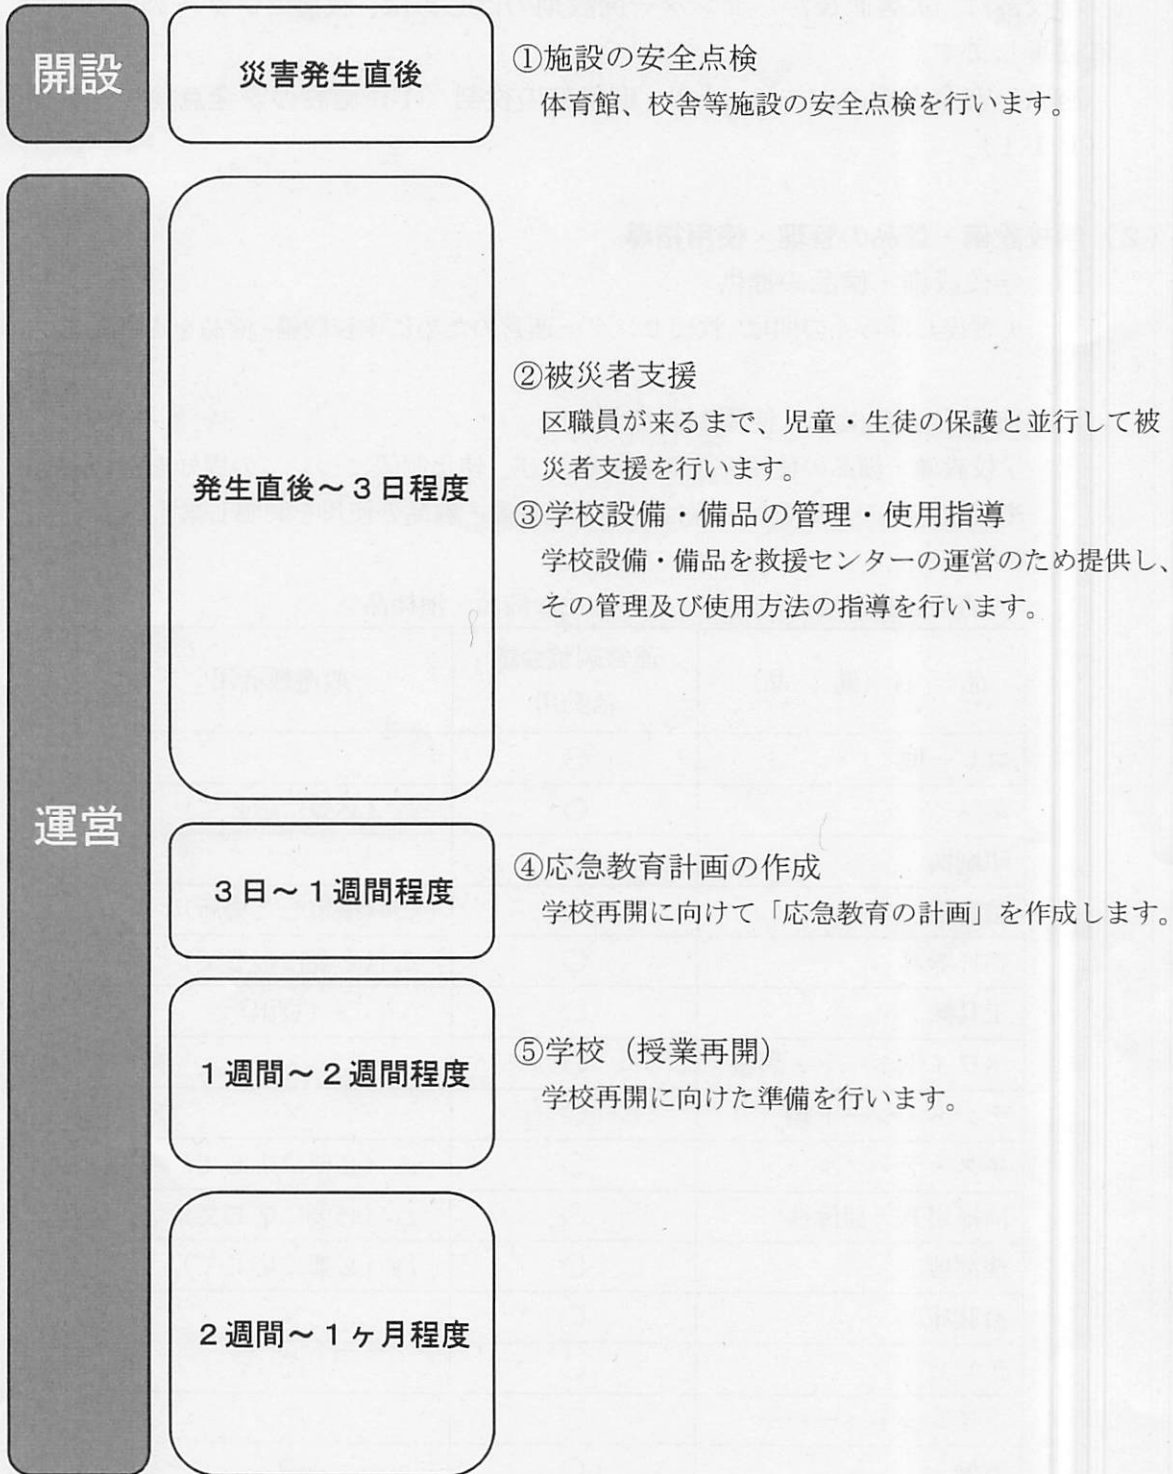 開設
災害発生直後
①施設の安全点検
体育館、校舎等施設の安全点検を行います。
運営
発生直後～３日程度
②被災者支援
区職員が来るまで、児童・生徒の保護と並行して被
災者支援を行います。
③学校設備・備品の管理・使用指導
学校設備・備品を救援センターの運営のため提供し、
その管理及び使用方法の指導を行います。
３日～１週間程度
④応急教育計画の作成
学校再開に向けて「応急教育の計画」を作成します。
１週間～２週間程度
⑤学校（授業再開）
学校再開に向けた準備を行います。
２週間～１ヶ月程度